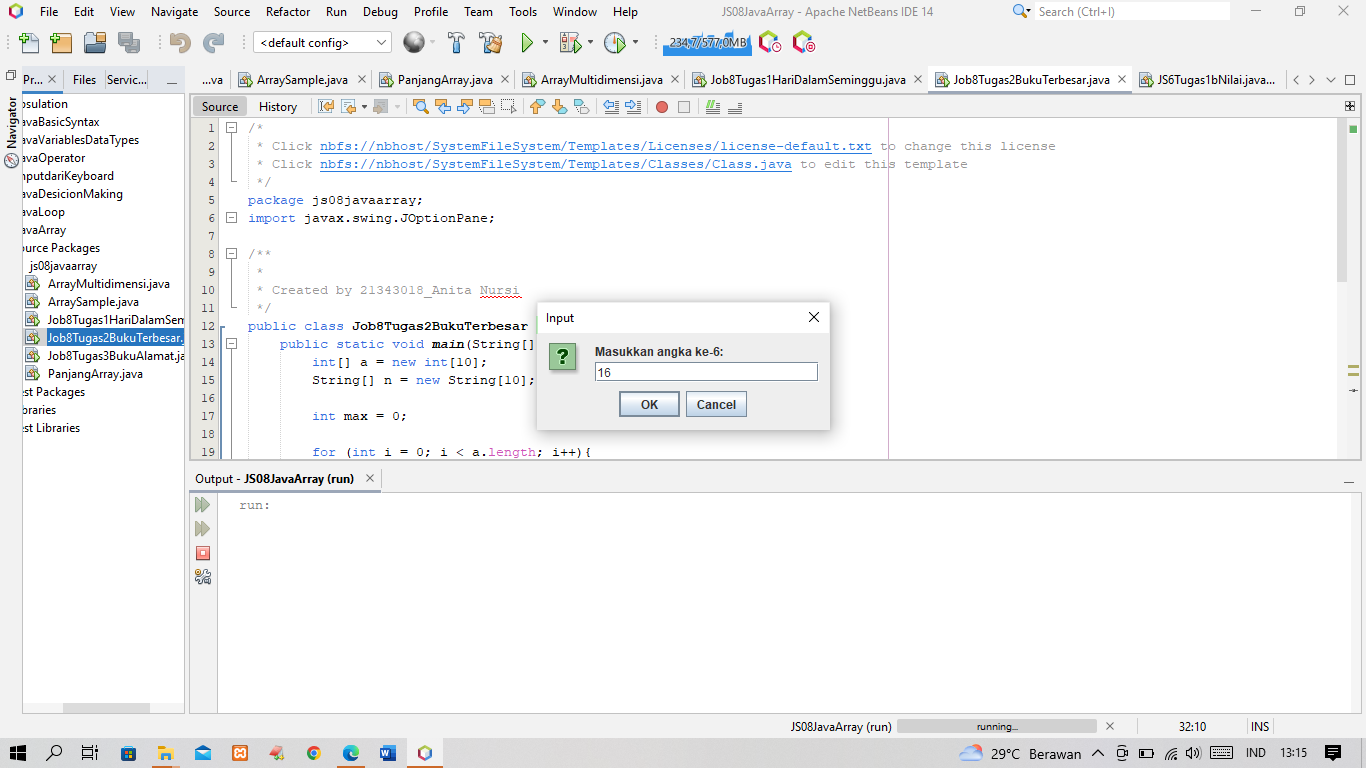 File Edit View Navigate Source Refactor Run Debug Profile Team Tools Window Help JS08JavaArray - Apache NetBeans IDE 14 Search (Ctrl+I)
<default config> 234,7/577,0MB
Pr... Files Servic... ...va ArraySample.java PanjangArray.java ArrayMultidimensi.java Job8Tugas1HariDalamSeminggu.java Job8Tugas2BukuTerbesar.java JS6Tugas1bNilai.java...
Navigator
psulation
avaBasicSyntax
avaVariablesDataTypes
avaOperator
nputdariKeyboard
avaDesicionMaking
avaLoop
avaArray
urce Packages
js08javaarray
ArrayMultidimensi.java
ArraySample.java
Job8Tugas1HariDalamSem
Job8Tugas2BukuTerbesar.
Job8Tugas3BukuAlamat.ja
PanjangArray.java
est Packages
braries
est Libraries
Source History
1 /*
2 * Click nbfs://nbhost/SystemFileSystem/Templates/Licenses/license-default.txt to change this license
3 * Click nbfs://nbhost/SystemFileSystem/Templates/Classes/Class.java to edit this template
4 */
5 package js08javaarray;
6 import javax.swing.JOptionPane;
7
8 /**
9 *
10 * Created by 21343018_Anita Nursi
11 */
12 public class Job8Tugas2BukuTerbesar
13 public static void main(String[]
14 int[] a = new int[10];
15 String[] n = new String[10];
16
17 int max = 0;
18
19 for (int i = 0; i < a.length; i++){
Input
Masukkan angka ke-6:
16
OK Cancel
Output - JS08JavaArray (run)
run:
JS08JavaArray (run) running... 32:10 INS
29°C Berawan IND 13:15